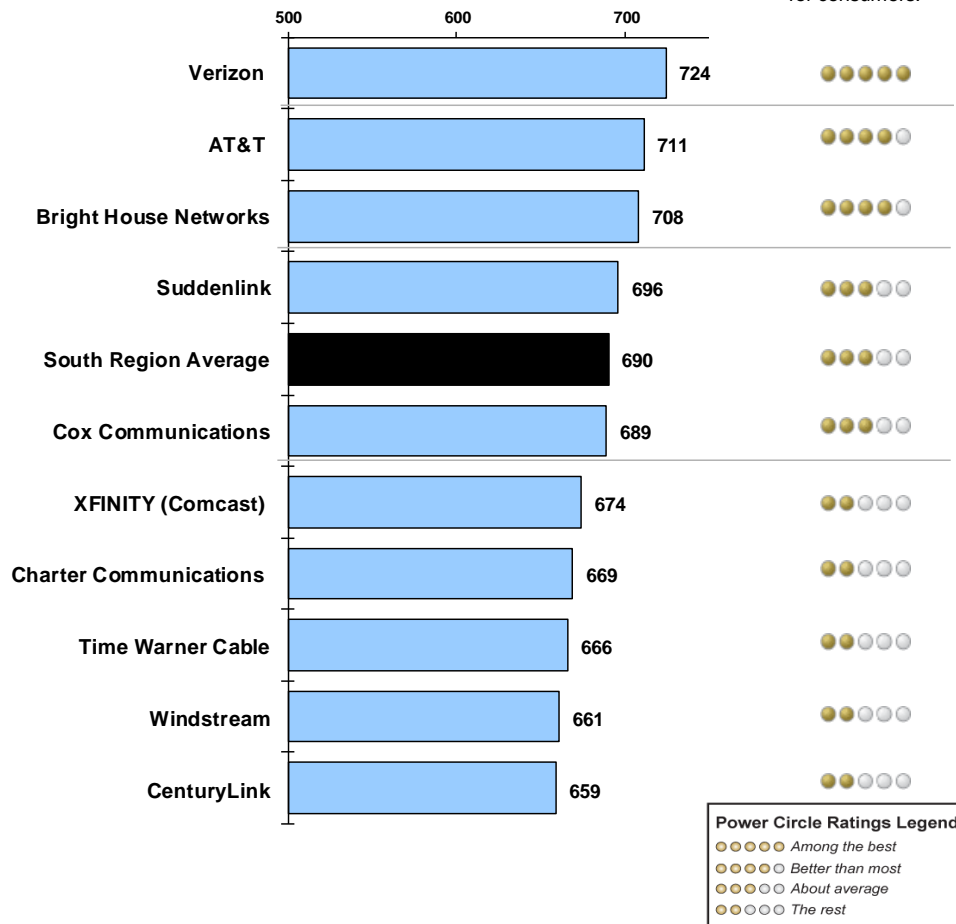 for consumers.
500 600 700
Verizon 724
AT&T 711
Bright House Networks 708
Suddenlink 696
South Region Average 690
Cox Communications 689
XFINITY (Comcast) 674
Charter Communications 669
Time Warner Cable 666
Windstream 661
CenturyLink 659
Power Circle Ratings Legend
Among the best
Better than most
About average
The rest